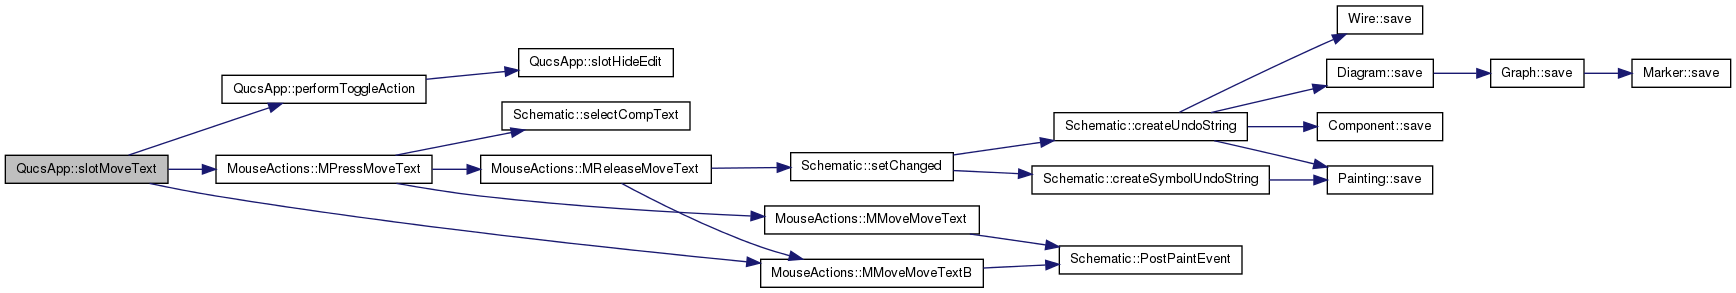 Wire::save
QucsApp::slotHideEdit
Diagram::save
Graph::save
Marker::save
QucsApp::performToggleAction
Schematic::selectCompText
Schematic::createUndoString
Component::save
QucsApp::slotMoveText
MouseActions::MPressMoveText
MouseActions::MReleaseMoveText
Schematic::setChanged
Schematic::createSymbolUndoString
Painting::save
MouseActions::MMoveMoveText
Schematic::PostPaintEvent
MouseActions::MMoveMoveTextB